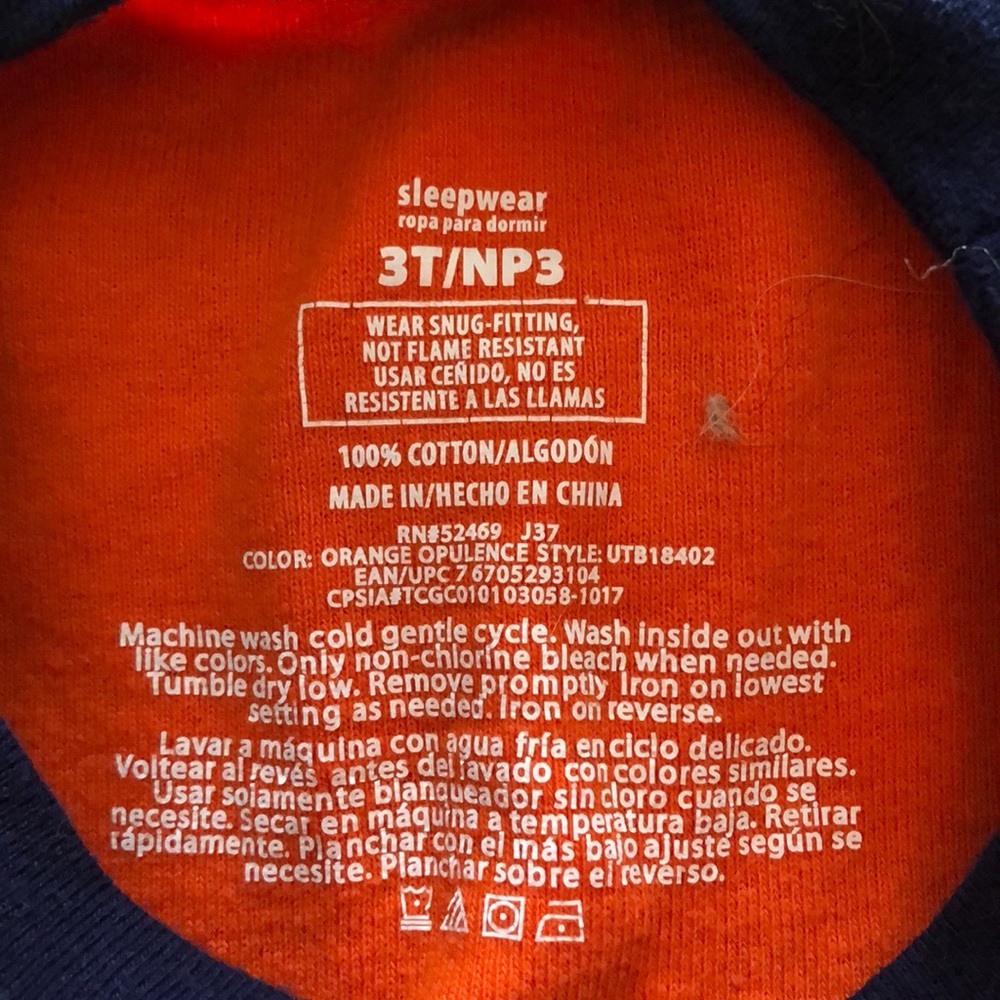 sleepwear
ropa para dormir
3T/NP3
WEAR SNUG-FITTING,
NOT FLAME RESISTANT
USAR CEÑIDO, NO ES
RESISTENTE A LAS LLAMAS
100% COTTON/ALGODÓN
MADE IN/HECHO EN CHINA
RN#52469 J37
COLOR: ORANGE OPULENCE STYLE: UTB18402
EAN/UPC 7 6705293104
CPSIA#TCGC010103058-1017
Machine wash cold gentle cycle. Wash inside out with
like colors. Only non-chlorine bleach when needed.
Tumble dry low. Remove promptly Iron on lowest
setting as needed. Iron on reverse.
Lavar a máquina con agua fría en ciclo delicado.
Voltear al revés antes del lavado con colores similares.
Usar solamente blanqueador sin cloro cuando se
necesite. Secar en máquina a temperatura baja. Retirar
rápidamente. Planchar con el más bajo ajuste según se
necesite. Planchar sobre el reverso.